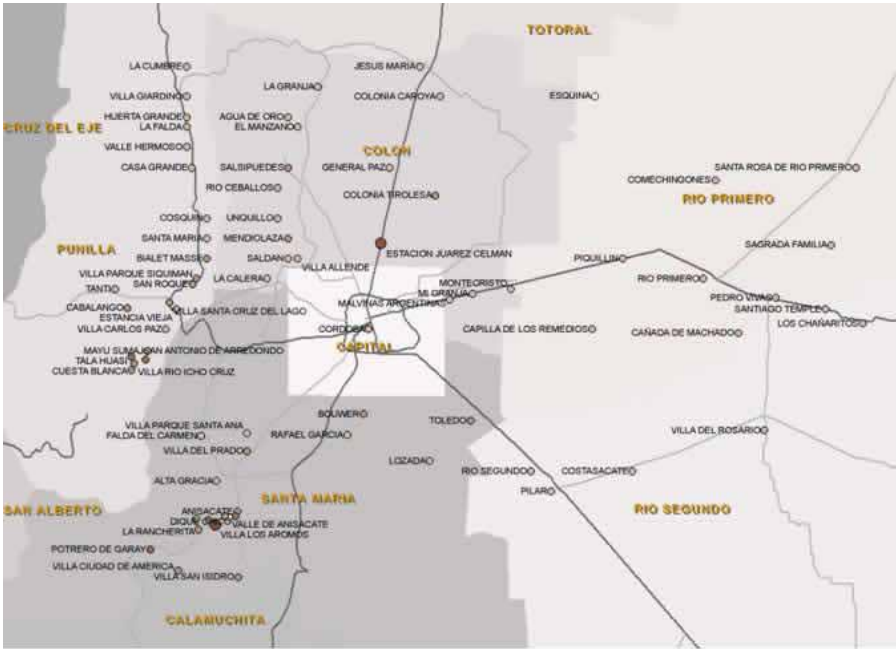 TOTORAL
LA CUMBRE
JESUS MARIA
LA GRANJA
VILLA GIARDINO
COLONIA CAROYA
ESQUINA
HUERTA GRANDE
AGUA DE ORO
CRUZ DEL EJE
LA FALDA
EL MANZANO
VALLE HERMOSO
COLON
CASA GRANDE
SALSIPUEDES
GENERAL PAZ
SANTA ROSA DE RIO PRIMERO
COMECHINGONES
RIO CEBALLOS
COLONIA TIROLESA
RIO PRIMERO
COSQUIN
UNQUILLO
SANTA MARIA
MENDIOLAZA
SAGRADA FAMILIA
PUNILLA
ESTACION JUAREZ CELMAN
BIALET MASSE
SALDAN
VILLA ALLENDE
PIQUILLIN
VILLA PARQUE SIQUIMAN
LA CALERA
SAN ROQUE
MONTECRISTO
RIO PRIMERO
TANTI
MI GRANJA
PEDRO VIVAS
MALVINAS ARGENTINAS
CABALANGO
VILLA SANTA CRUZ DEL LAGO
SANTIAGO TEMPLE
ESTANCIA VIEJA
LOS CHAÑARITOS
VILLA CARLOS PAZ
CORDOBA
CAPILLA DE LOS REMEDIOS
CAÑADA DE MACHADO
CAPITAL
MAYU SUMAJ
SAN ANTONIO DE ARREDONDO
TALA HUASI
CUESTA BLANCA
VILLA RIO ICHO CRUZ
BOUWER
TOLEDO
VILLA PARQUE SANTA ANA
VILLA DEL ROSARIO
FALDA DEL CARMEN
RAFAEL GARCIA
VILLA DEL PRADO
LOZADA
RIO SEGUNDO
COSTASACATE
ALTA GRACIA
PILAR
SANTA MARIA
SAN ALBERTO
ANISACATE
RIO SEGUNDO
DIQUE
VALLE DE ANISACATE
LA RANCHERITA
VILLA LOS AROMOS
POTRERO DE GARAY
VILLA CIUDAD DE AMERICA
VILLA SAN ISIDRO
CALAMUCHITA